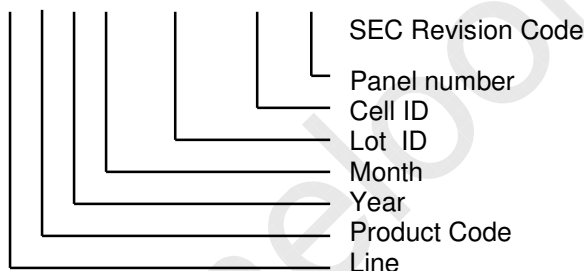 SEC Revision Code
Panel number
Cell ID
Lot ID
Month
Year
Product Code
Line